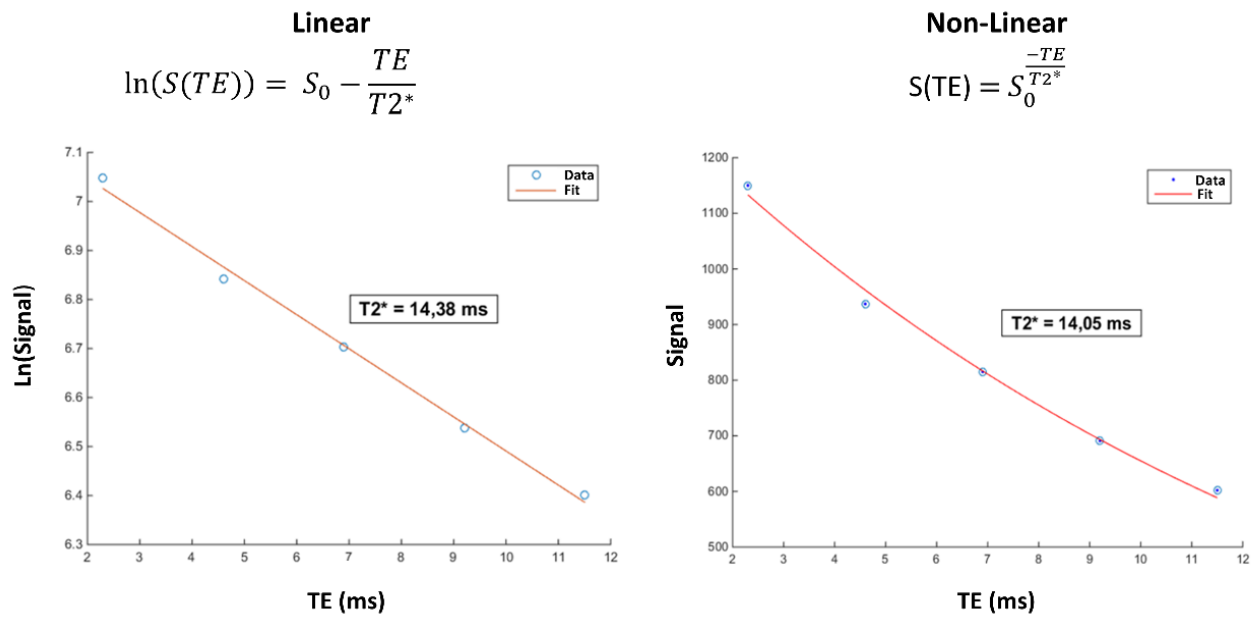 Linear
ln(S(TE)) = S₀ − TE/T2*
7.1
7
6.9
6.8
6.7
6.6
6.5
6.4
6.3
2 3 4 5 6 7 8 9 10 11 12
Ln(Signal)
TE (ms)
Data
Fit
T2* = 14,38 ms
Non-Linear
S(TE) = S₀^(−TE/T2*)
1200
1100
1000
900
800
700
600
500
2 3 4 5 6 7 8 9 10 11 12
Signal
TE (ms)
Data
Fit
T2* = 14,05 ms